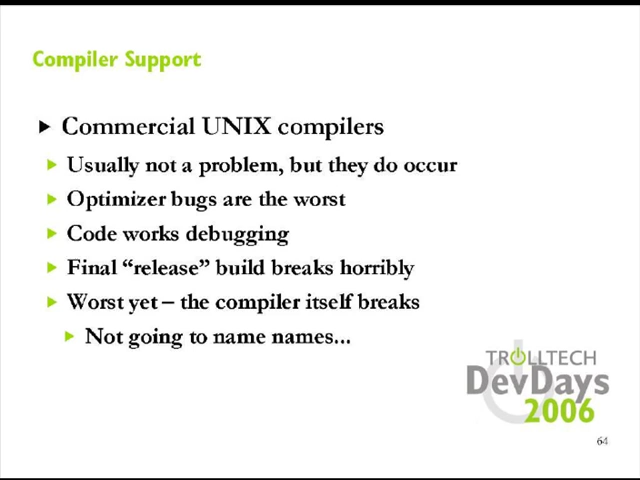 Compiler Support
Commercial UNIX compilers
Usually not a problem, but they do occur
Optimizer bugs are the worst
Code works debugging
Final “release” build breaks horribly
Worst yet – the compiler itself breaks
Not going to name names...
TROLLTECH
DevDays
2006
64